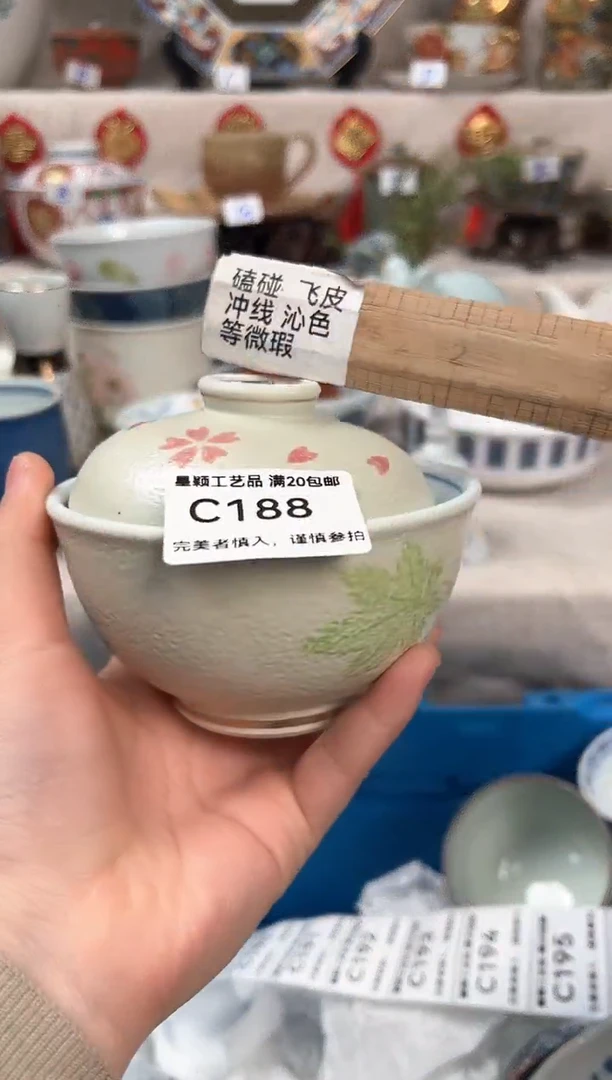 磕碰 飞皮
冲线 沁色
等微瑕
2
墨颖工艺品 满20包邮
C188
完美者慎入，谨慎参拍
C193
C194
C195